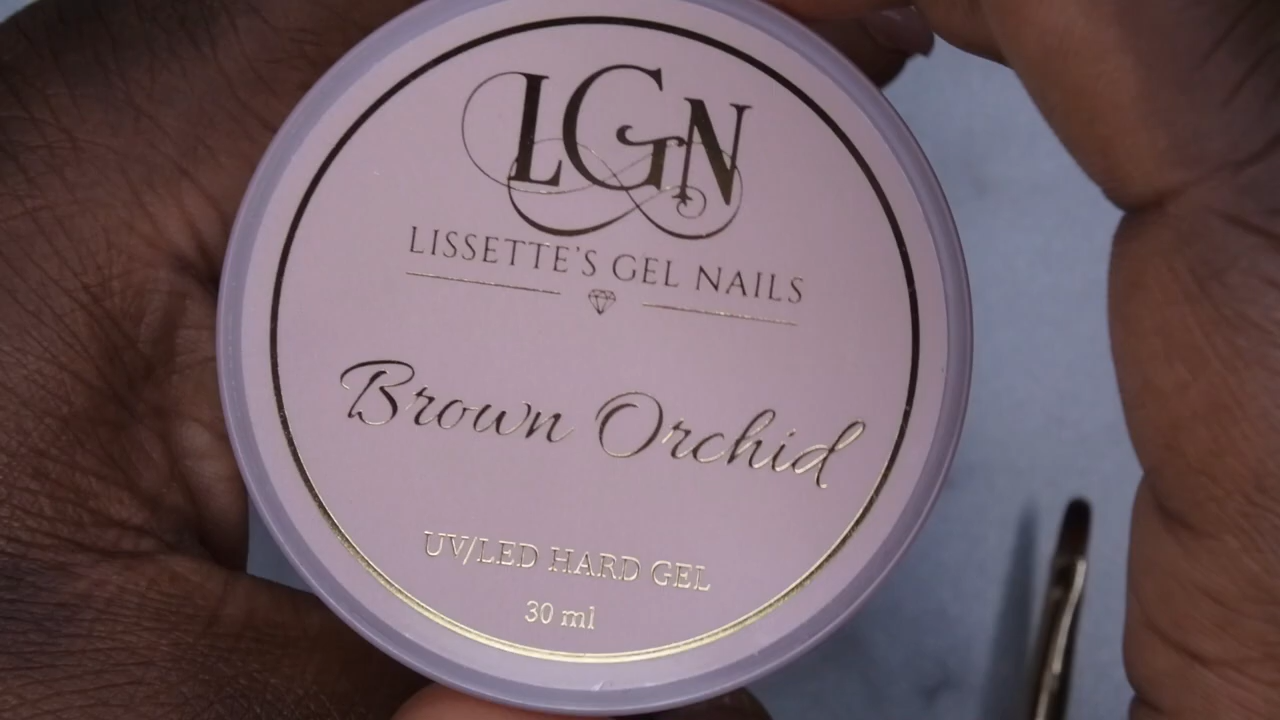 LGN
LISSETTE'S GEL NAILS
Brown Orchid
UV/LED HARD GEL
30 ml